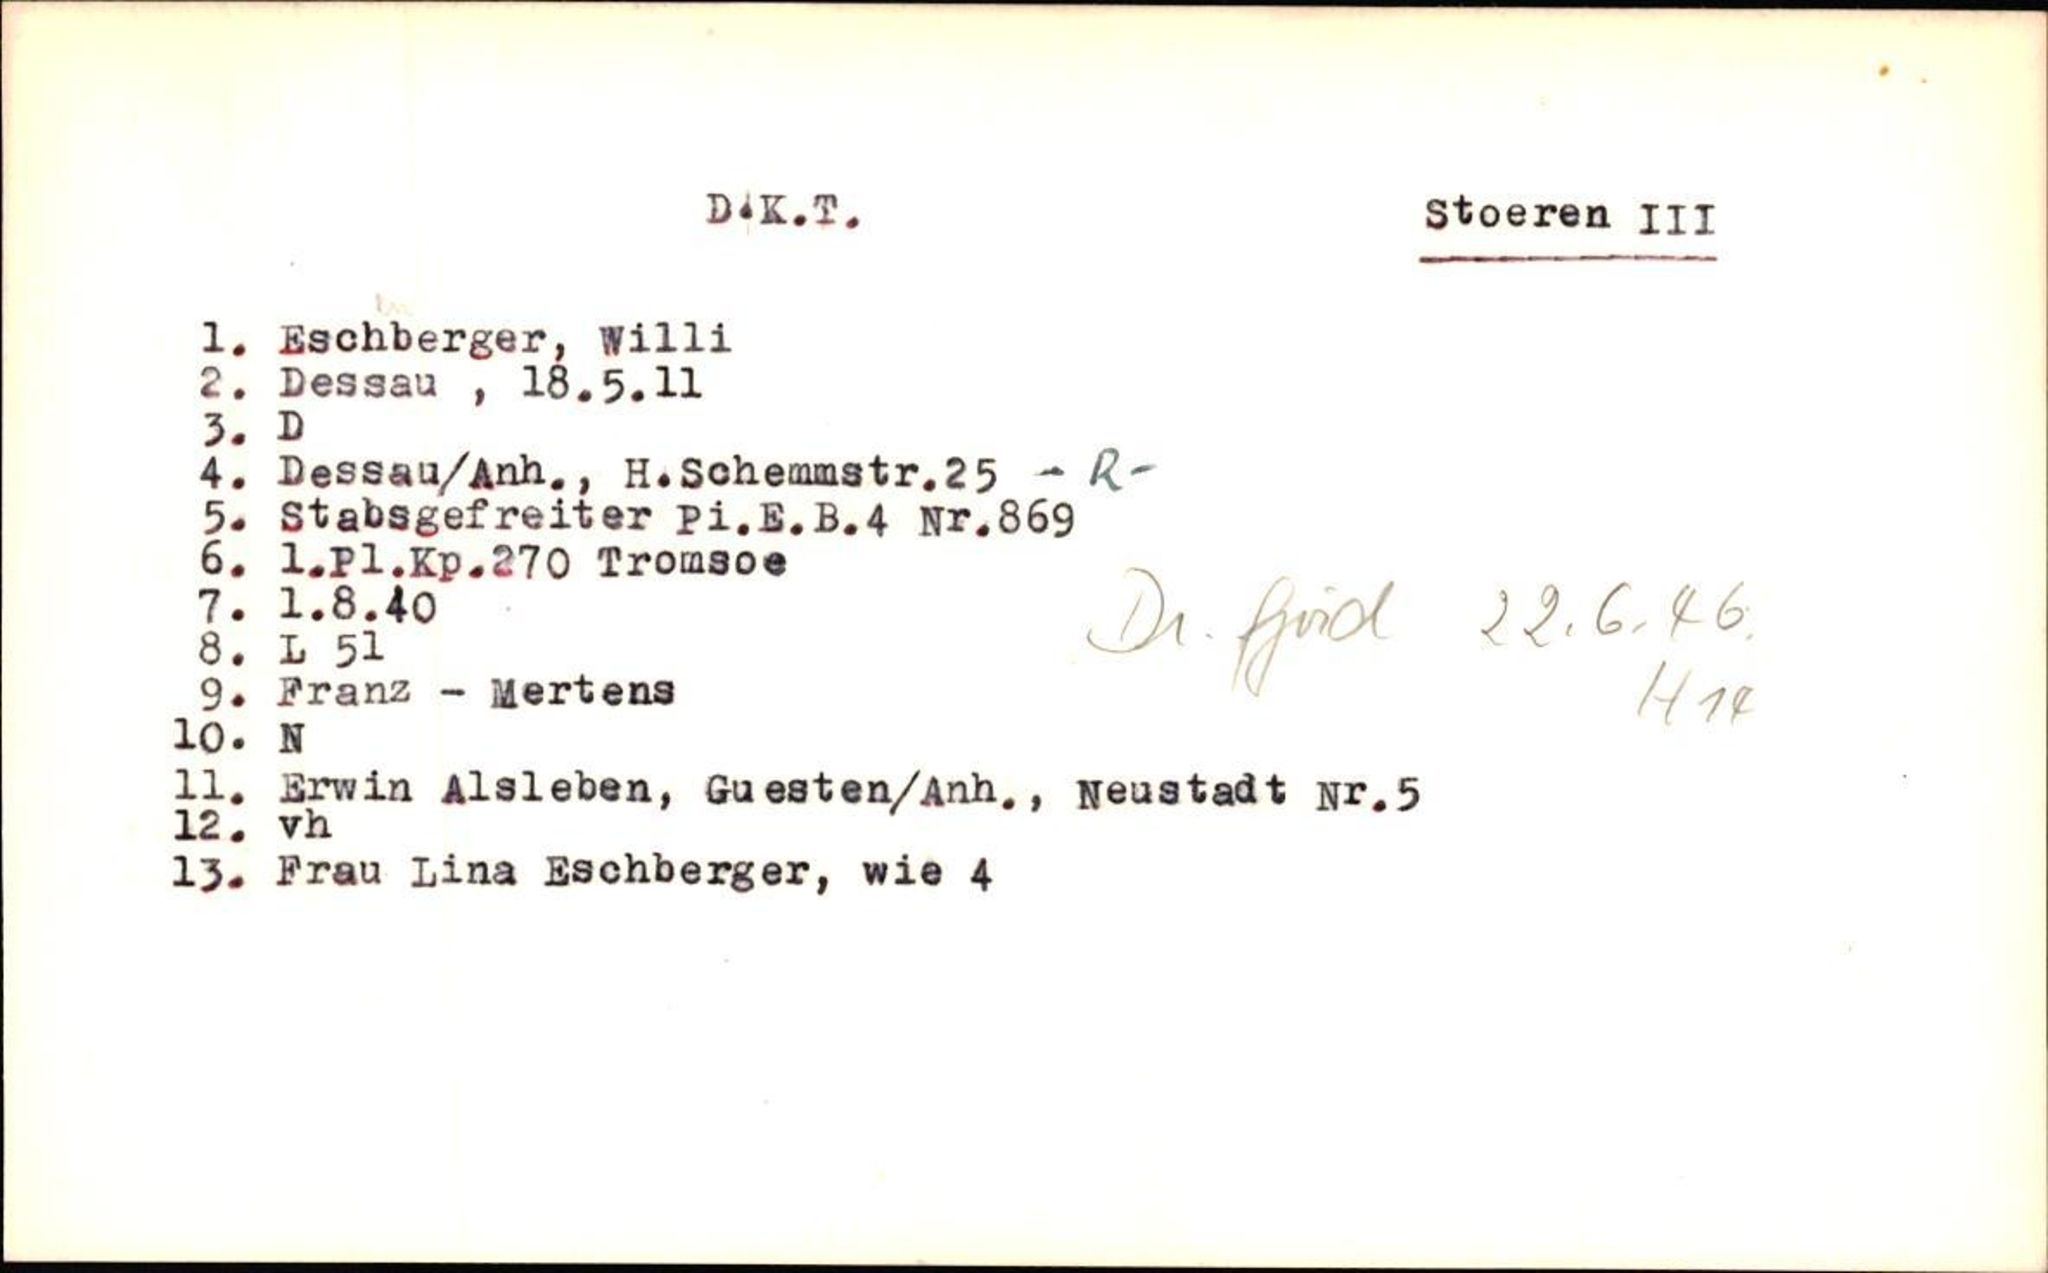 D.K.T.
Stoeren III
1. Eschberger, Willi
2. Dessau , 18.5.11
3. D
4. Dessau/Anh., H.Schemmstr.25 - R-
5. Stabsgefreiter Pi.E.B.4 Nr.869
6. 1.Pl.Kp.270 Tromsoe
7. 1.8.40
8. L 51
9. Franz - Mertens
10. N
11. Erwin Alsleben, Guesten/Anh., Neustadt Nr.5
12. vh
13. Frau Lina Eschberger, wie 4
Dr. 22.6.46.
H 14